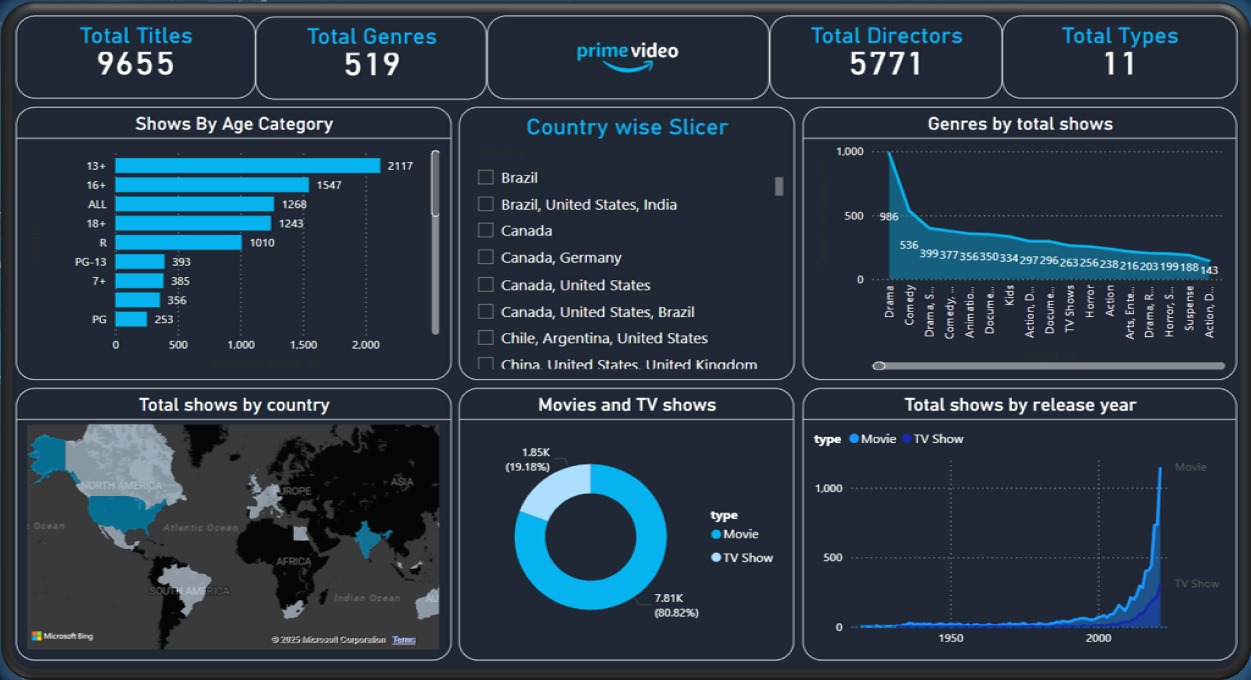 Total Titles
9655
Total Genres
519
prime video
Total Directors
5771
Total Types
11
Shows By Age Category
13+ 2117
16+ 1547
ALL 1268
18+ 1243
R 1010
PG-13 393
7+ 385
356
PG 253
0 500 1,000 1,500 2,000
Country wise Slicer
Brazil
Brazil, United States, India
Canada
Canada, Germany
Canada, United States
Canada, United States, Brazil
Chile, Argentina, United States
China, United States, United Kingdom
Genres by total shows
1,000
500
0
986 536 399 377 356 350 334 297 296 263 256 238 216 203 199 188 143
Drama
Comedy
Drama, S...
Comedy, ...
Animatio...
Docume...
Kids
Action, D...
Docume...
TV Shows
Horror
Action
Arts, Ente...
Drama, R...
Horror, S...
Suspense
Action, D...
Total shows by country
NORTH AMERICA
EUROPE
ASIA
Ocean
Atlantic Ocean
AFRICA
SOUTH AMERICA
Indian Ocean
Microsoft Bing
© 2025 Microsoft Corporation Terms
Movies and TV shows
1.85K
(19.18%)
7.81K
(80.82%)
type
Movie
TV Show
Total shows by release year
type Movie TV Show
1,000
500
0
1950 2000
Movie
TV Show